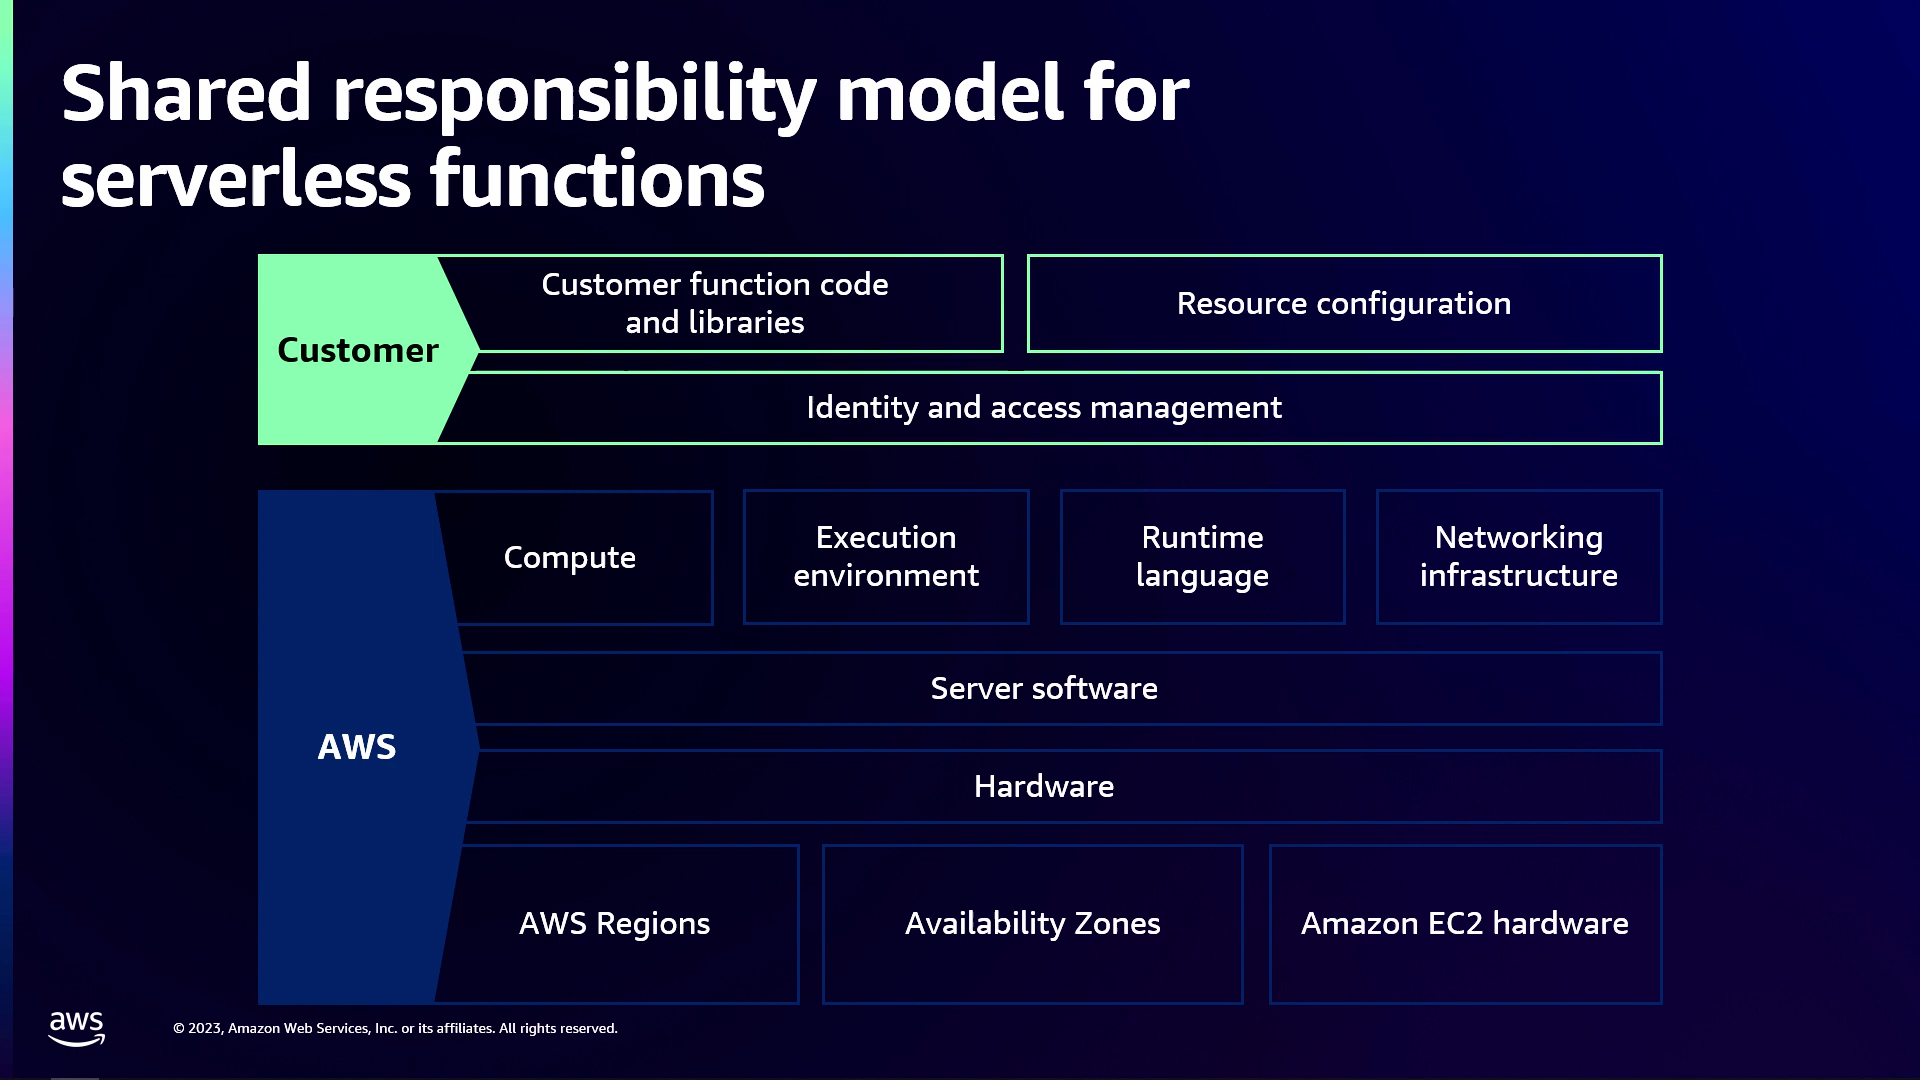 Shared responsibility model for
serverless functions
Customer
Customer function code
and libraries
Resource configuration
Identity and access management
AWS
Compute
Execution
environment
Runtime
language
Networking
infrastructure
Server software
Hardware
AWS Regions
Availability Zones
Amazon EC2 hardware
aws
© 2023, Amazon Web Services, Inc. or its affiliates. All rights reserved.